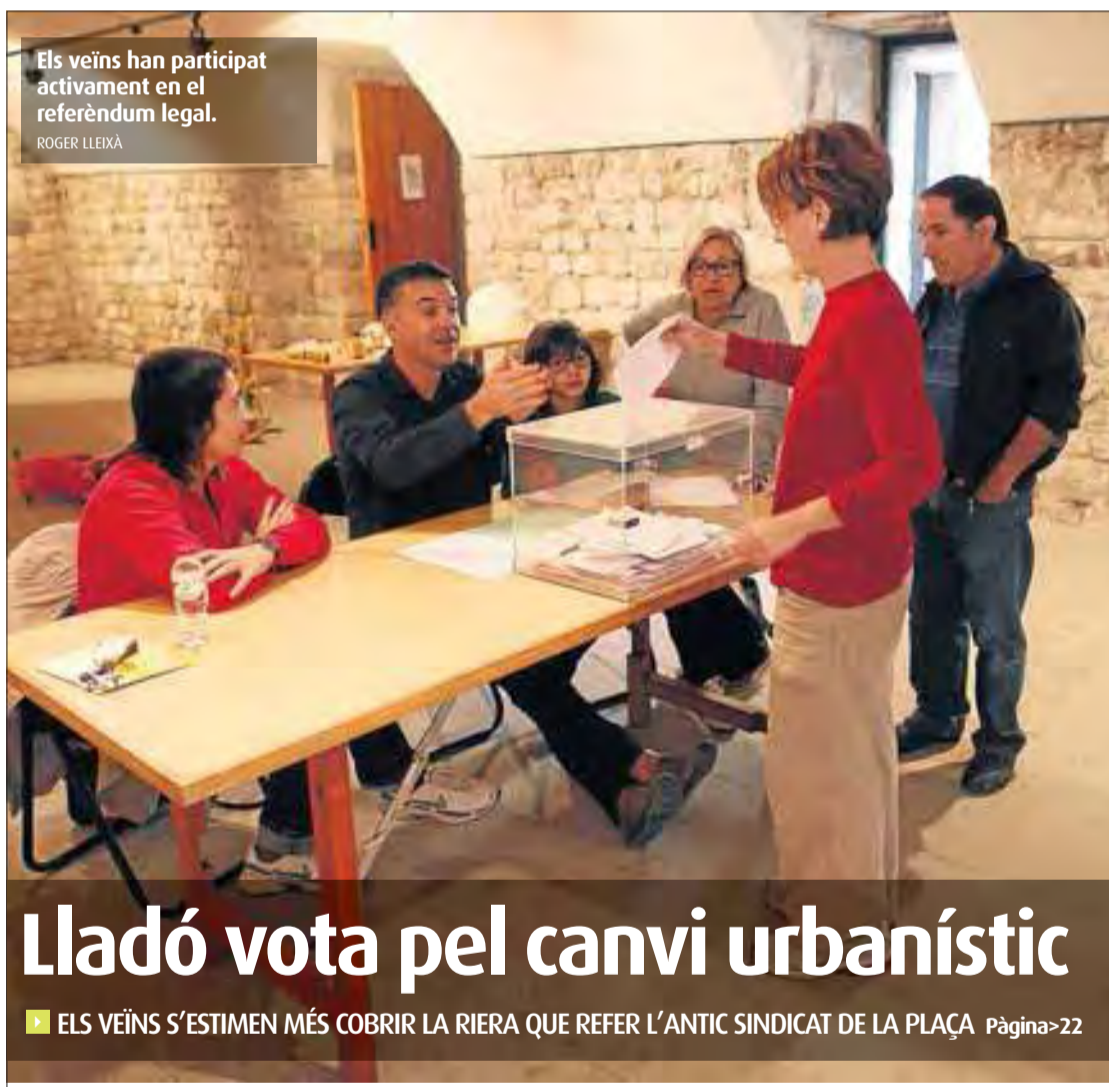 Els veïns han participat
activament en el
referèndum legal.
ROGER LLEIXÀ
Lladó vota pel canvi urbanístic
ELS VEÏNS S'ESTIMEN MÉS COBRIR LA RIERA QUE REFER L'ANTIC SINDICAT DE LA PLAÇA Pàgina>22